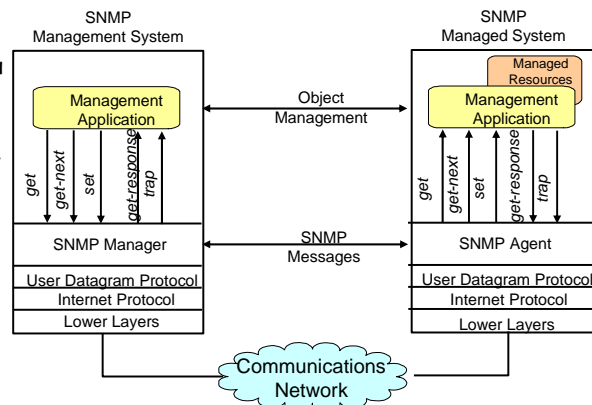 SNMP
Management System
SNMP
Managed System
Managed
Resources
Management
Application
Object
Management
Management
Application
get
get-next
set
get-response
trap
get
get-next
set
get-response
trap
SNMP Manager
SNMP
Messages
SNMP Agent
User Datagram Protocol
User Datagram Protocol
Internet Protocol
Internet Protocol
Lower Layers
Lower Layers
Communications
Network